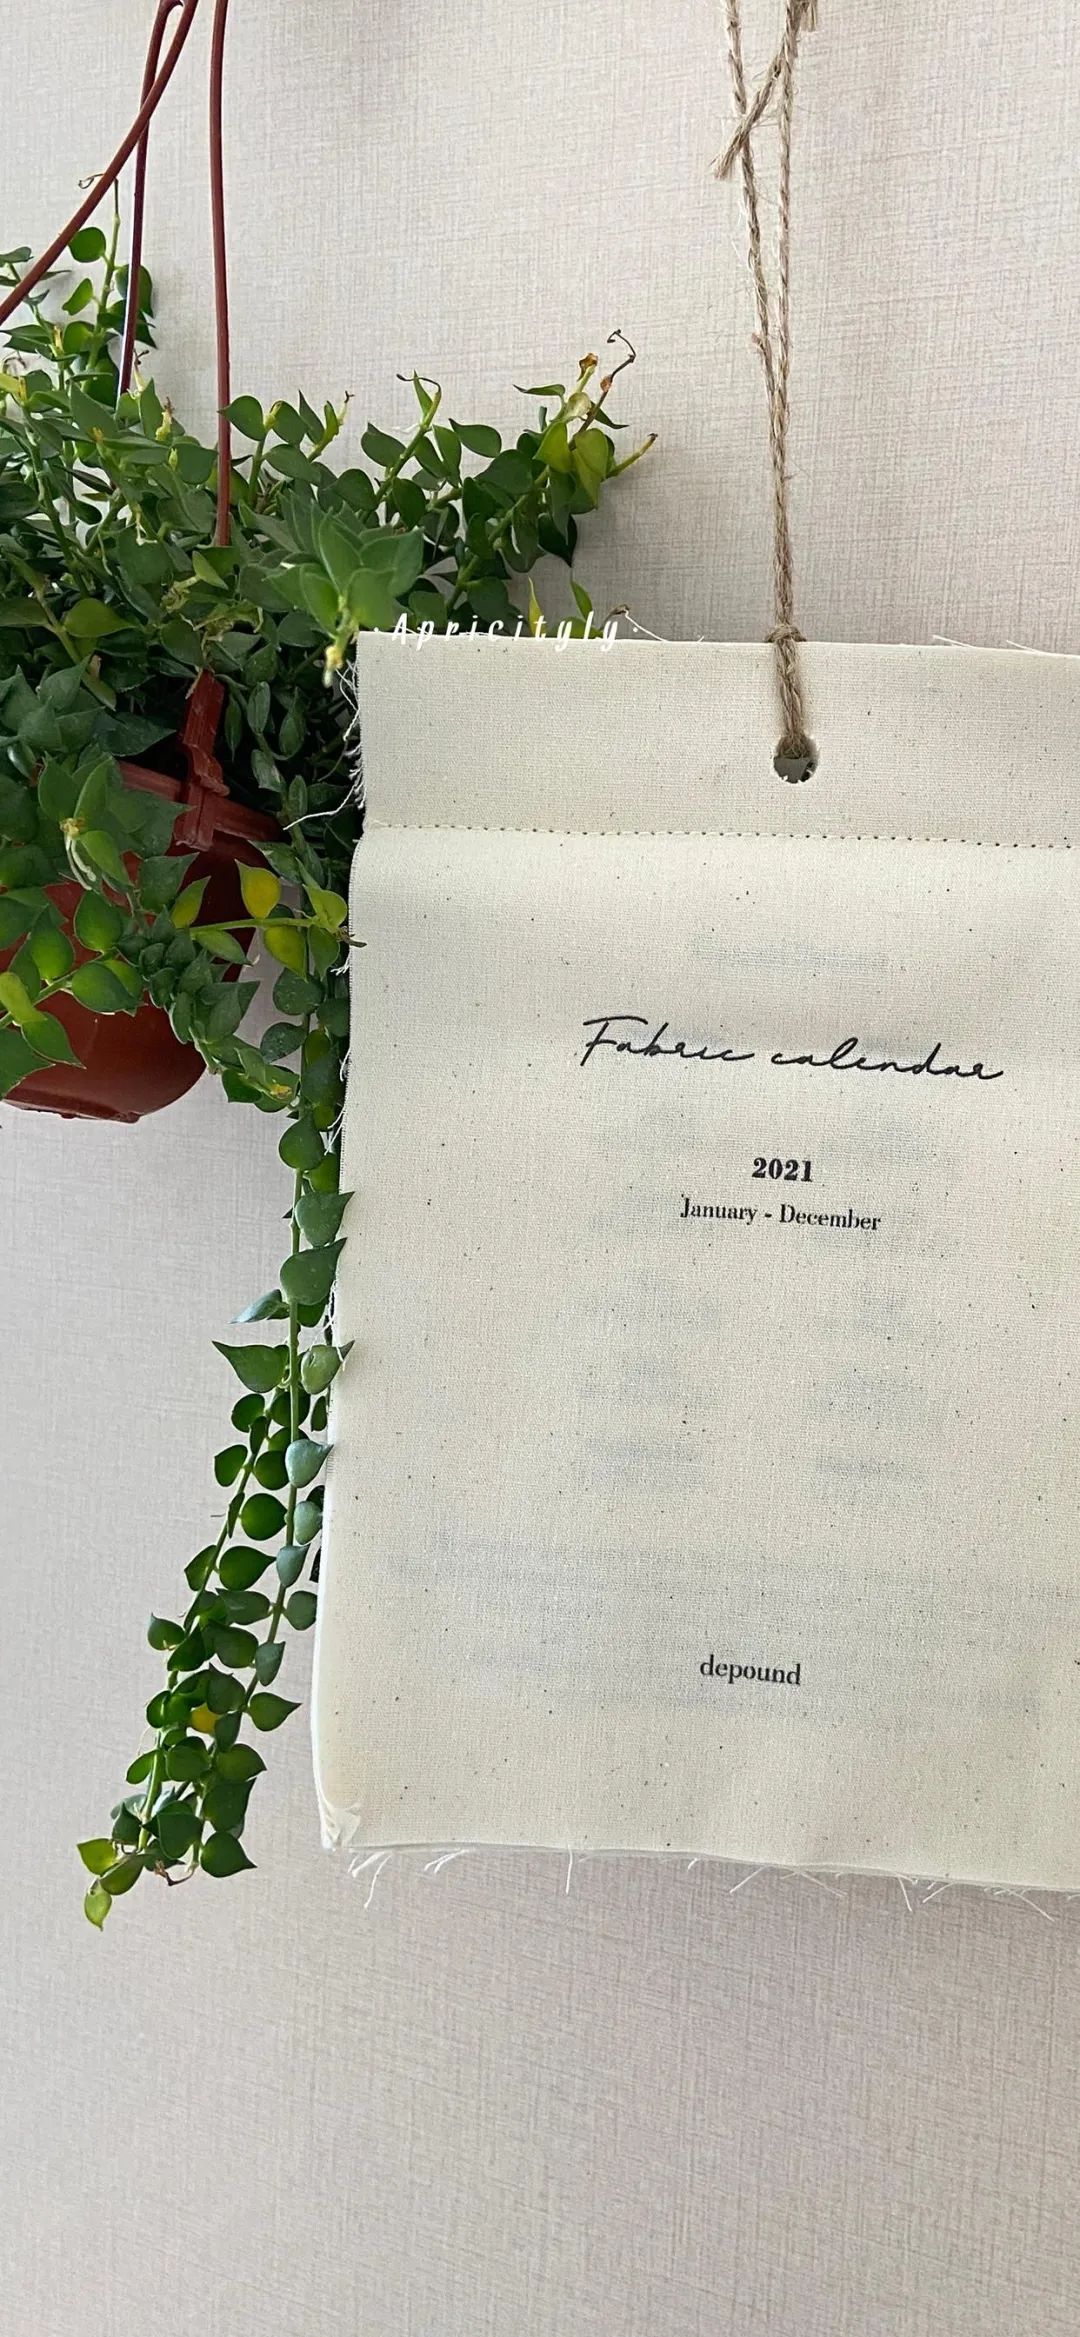 ·Apricityly·
Fabric calendar
2021
January - December
depound